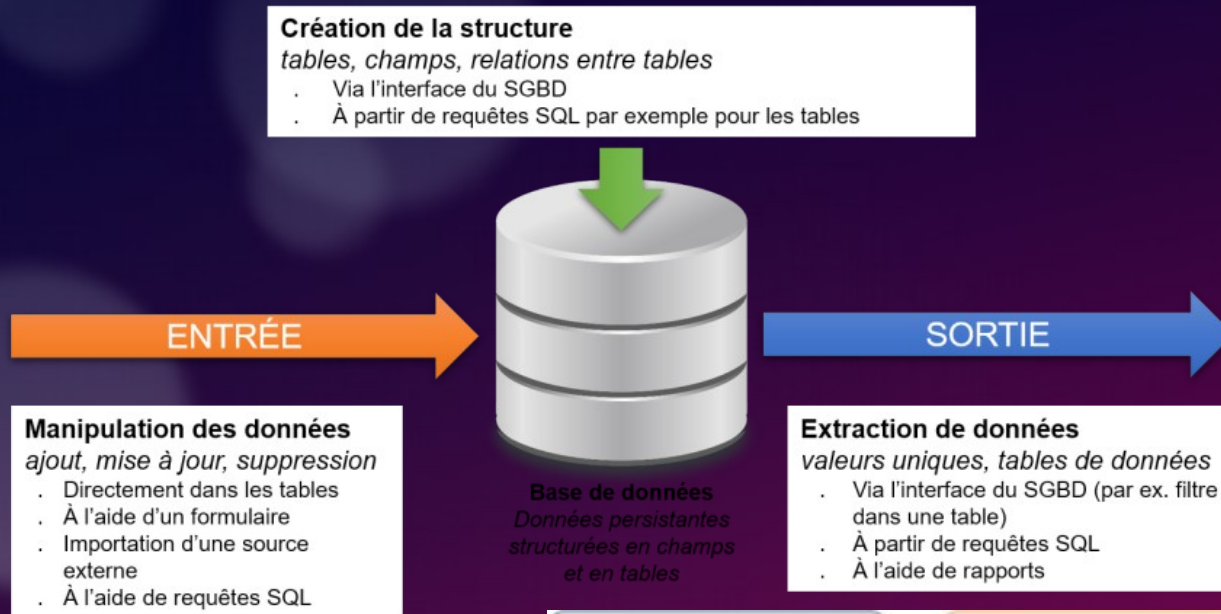 Création de la structure
tables, champs, relations entre tables
. Via l'interface du SGBD
. À partir de requêtes SQL par exemple pour les tables
ENTRÉE
SORTIE
Manipulation des données
ajout, mise à jour, suppression
. Directement dans les tables
. À l'aide d'un formulaire
. Importation d'une source
externe
. À l'aide de requêtes SQL
Base de données
Données persistantes
structurées en champs
et en tables
Extraction de données
valeurs uniques, tables de données
. Via l'interface du SGBD (par ex. filtre
dans une table)
. À partir de requêtes SQL
. À l'aide de rapports